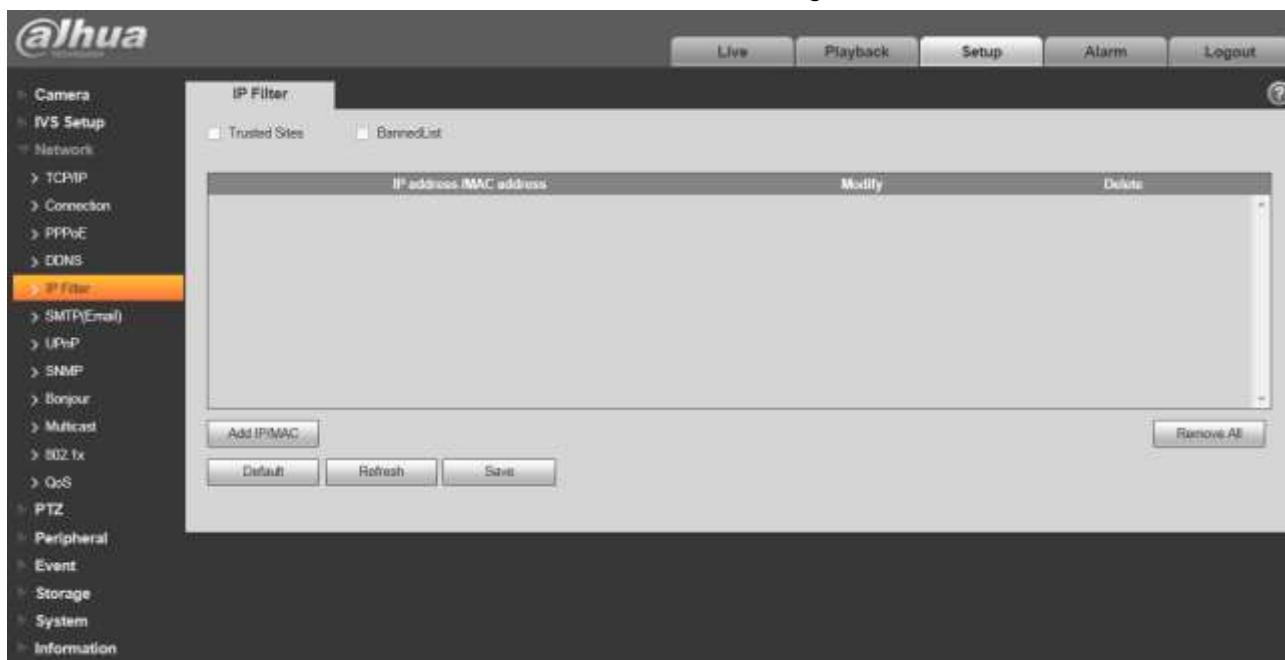 alhua
Live Playback Setup Alarm Logout
Camera
IVS Setup
Network
TCP/IP
Connection
PPPoE
DDNS
IP Filter
SMTP(Email)
UPnP
SNMP
Bonjour
Multicast
802.1x
QoS
PTZ
Peripheral
Event
Storage
System
Information
IP Filter
?
Trusted Sites BannedList
IP address /MAC address Modify Delete
Add IP/MAC Remove All
Default Refresh Save